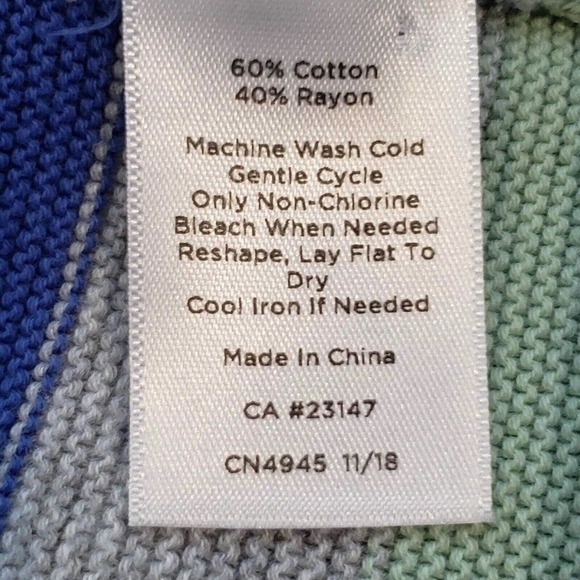 60% Cotton
40% Rayon
Machine Wash Cold
Gentle Cycle
Only Non-Chlorine
Bleach When Needed
Reshape, Lay Flat To
Dry
Cool Iron If Needed
Made In China
CA #23147
CN4945 11/18